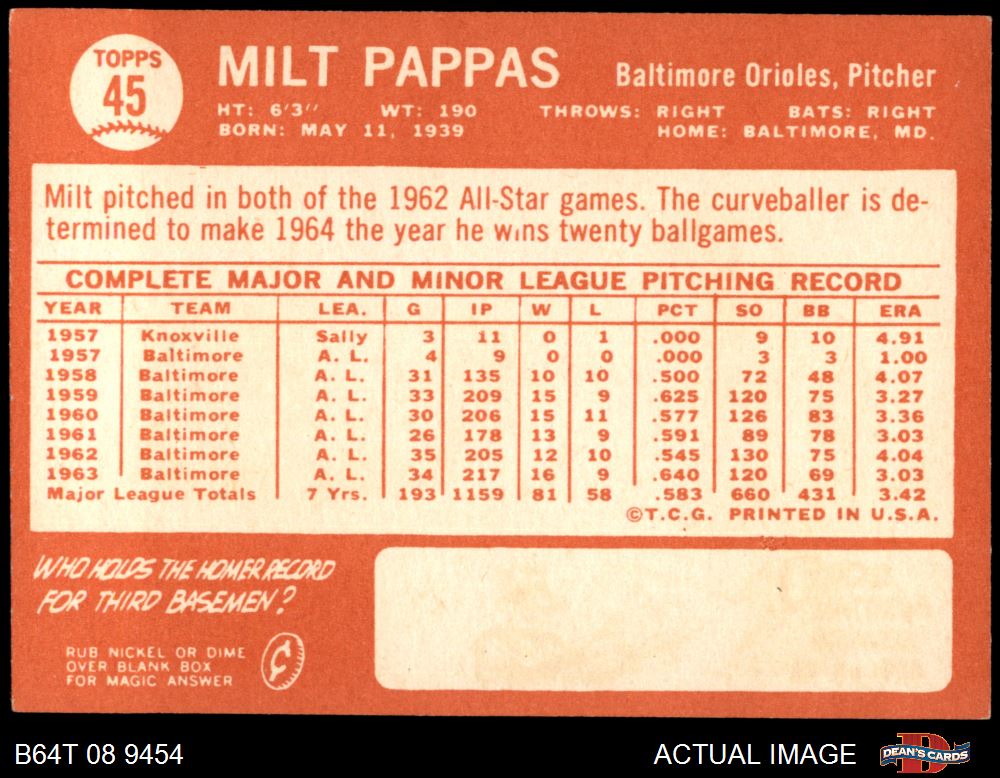 TOPPS
45
MILT PAPPAS
Baltimore Orioles, Pitcher
HT: 6'3" WT: 190 THROWS: RIGHT BATS: RIGHT
BORN: MAY 11, 1939 HOME: BALTIMORE, MD.
Milt pitched in both of the 1962 All-Star games. The curveballer is de-
termined to make 1964 the year he wins twenty ballgames.
COMPLETE MAJOR AND MINOR LEAGUE PITCHING RECORD
YEAR TEAM LEA. G IP W L PCT SO BB ERA
1957 Knoxville Sally 3 11 0 1 .000 9 10 4.91
1957 Baltimore A. L. 4 9 0 0 .000 3 3 1.00
1958 Baltimore A. L. 31 135 10 10 .500 72 48 4.07
1959 Baltimore A. L. 33 209 15 9 .625 120 75 3.27
1960 Baltimore A. L. 30 206 15 11 .577 126 83 3.36
1961 Baltimore A. L. 26 178 13 9 .591 89 78 3.03
1962 Baltimore A. L. 35 205 12 10 .545 130 75 4.04
1963 Baltimore A. L. 34 217 16 9 .640 120 69 3.03
Major League Totals 7 Yrs. 193 1159 81 58 .583 660 431 3.42
©T.C.G. PRINTED IN U.S.A.
WHO HOLDS THE HOMER RECORD
FOR THIRD BASEMEN?
RUB NICKEL OR DIME
OVER BLANK BOX
FOR MAGIC ANSWER
¢
B64T 08 9454
ACTUAL IMAGE
D
DEAN'S CARDS